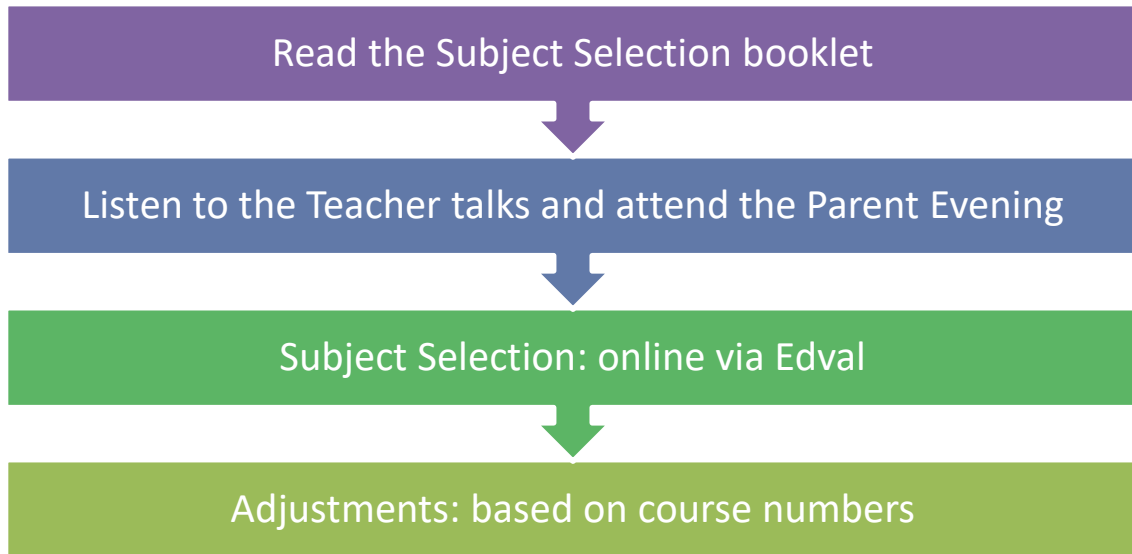 Read the Subject Selection booklet
Listen to the Teacher talks and attend the Parent Evening
Subject Selection: online via Edval
Adjustments: based on course numbers